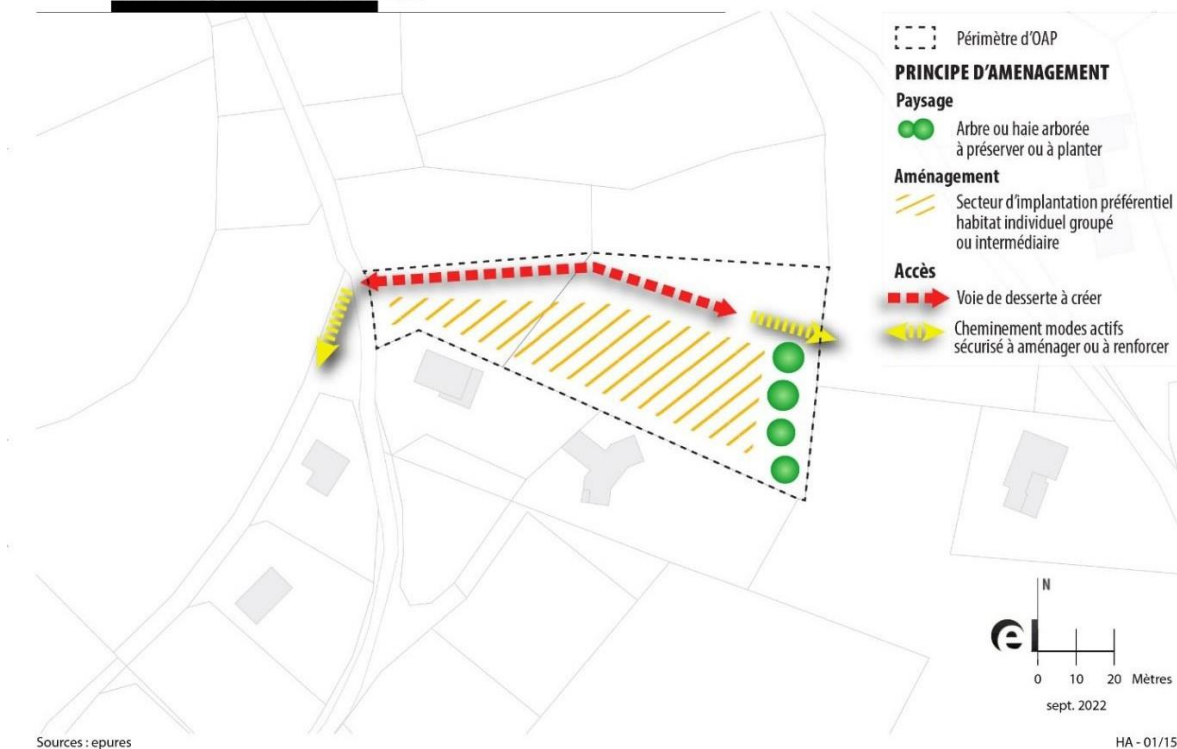 Périmètre d'OAP
PRINCIPE D'AMENAGEMENT
Paysage
Arbre ou haie arborée
à préserver ou à planter
Aménagement
Secteur d'implantation préférentiel
habitat individuel groupé
ou intermédiaire
Accès
Voie de desserte à créer
Cheminement modes actifs
sécurisé à aménager ou à renforcer
N
e
0 10 20 Mètres
sept. 2022
Sources : epures
HA - 01/15